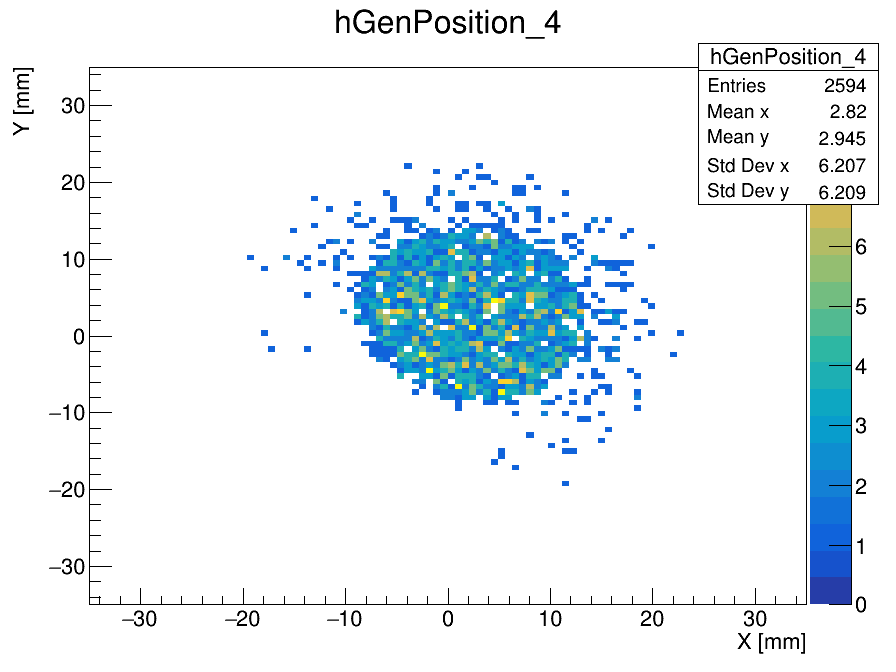 hGenPosition_4
hGenPosition_4
Entries 2594
Mean x 2.82
Mean y 2.945
Std Dev x 6.207
Std Dev y 6.209
Y [mm]
30
20
10
0
−10
−20
−30
−30 −20 −10 0 10 20 30
X [mm]
6
5
4
3
2
1
0